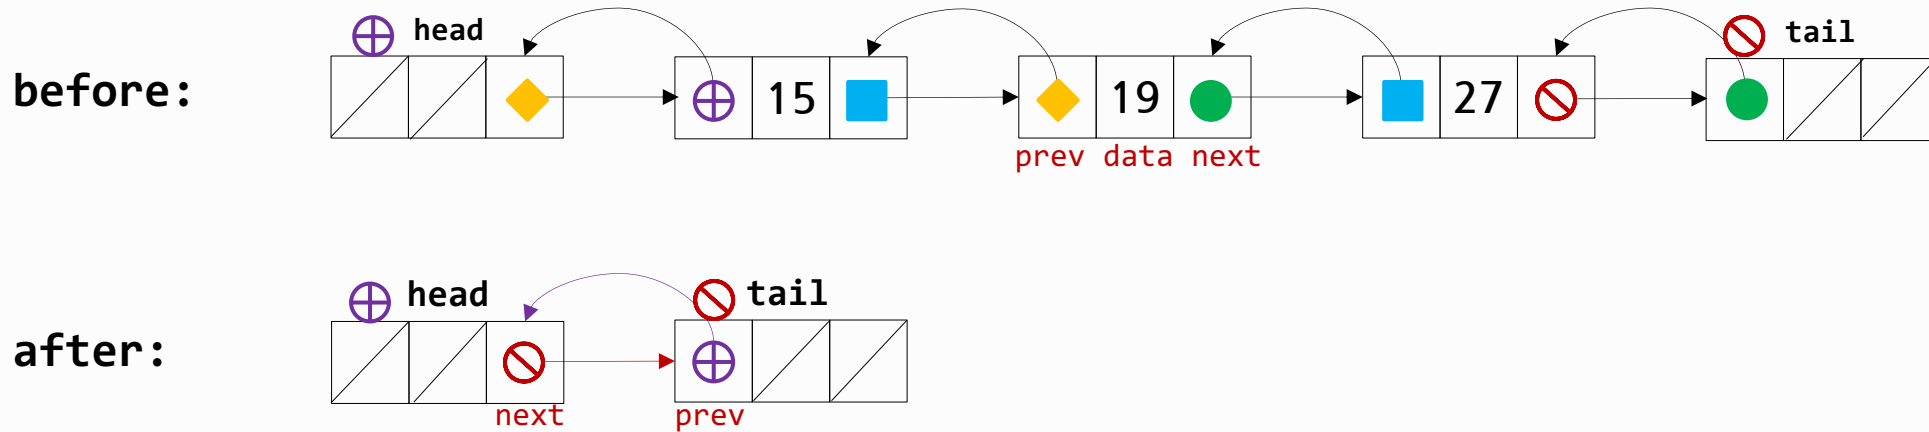 head tail
before: 15 19 27
prev data next
head tail
after:
next prev